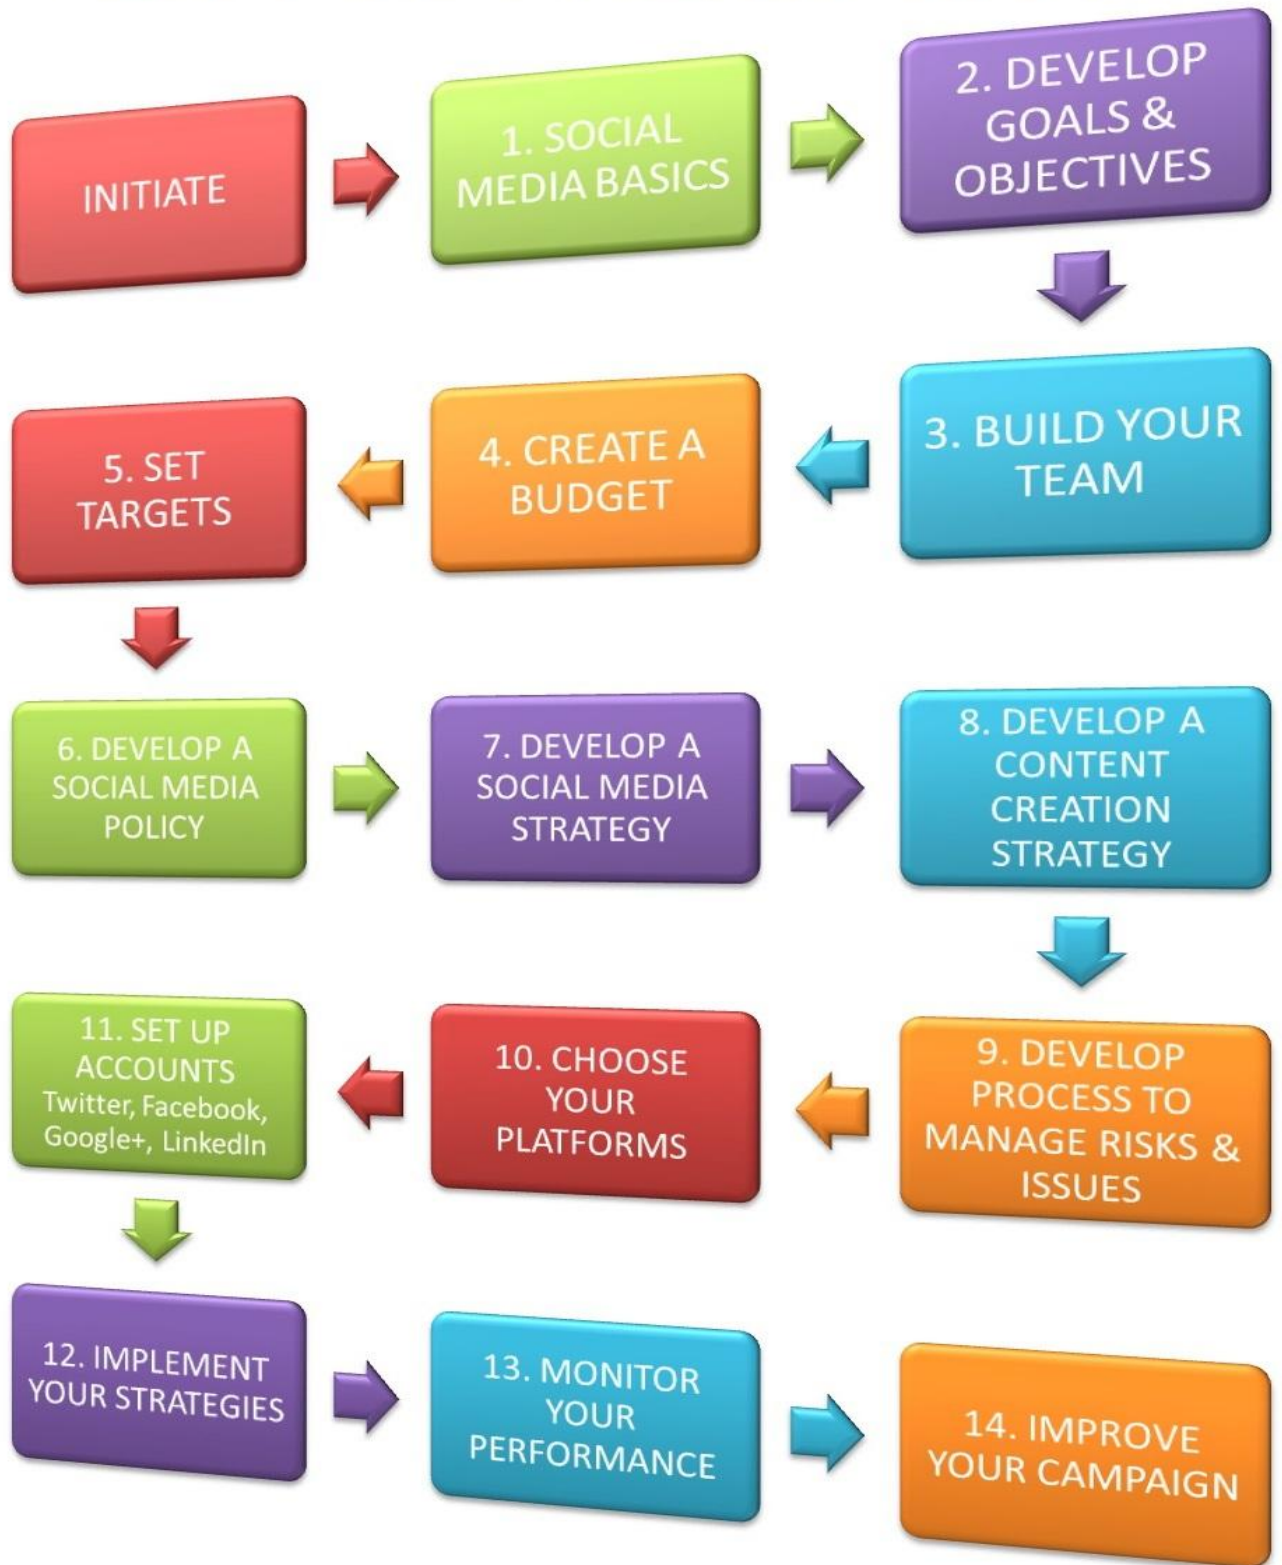 INITIATE
1. SOCIAL
MEDIA BASICS
2. DEVELOP
GOALS &
OBJECTIVES
3. BUILD YOUR
TEAM
4. CREATE A
BUDGET
5. SET
TARGETS
6. DEVELOP A
SOCIAL MEDIA
POLICY
7. DEVELOP A
SOCIAL MEDIA
STRATEGY
8. DEVELOP A
CONTENT
CREATION
STRATEGY
9. DEVELOP
PROCESS TO
MANAGE RISKS &
ISSUES
10. CHOOSE
YOUR
PLATFORMS
11. SET UP
ACCOUNTS
Twitter, Facebook,
Google+, LinkedIn
12. IMPLEMENT
YOUR STRATEGIES
13. MONITOR
YOUR
PERFORMANCE
14. IMPROVE
YOUR CAMPAIGN